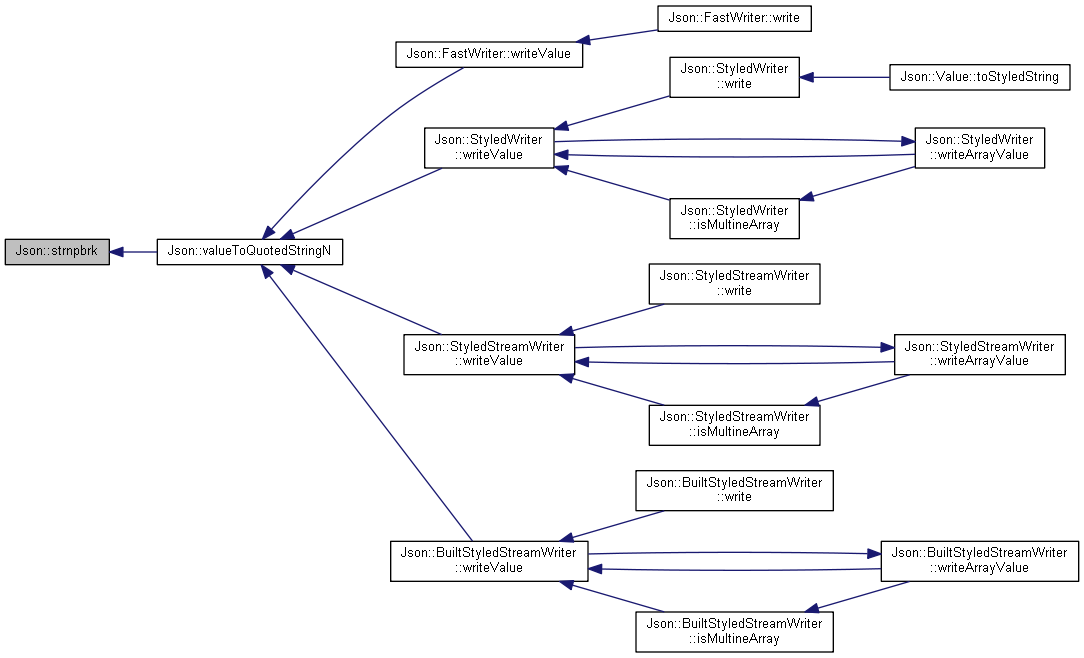 Json::FastWriter::write
Json::FastWriter::writeValue
Json::StyledWriter
::write
Json::Value::toStyledString
Json::StyledWriter
::writeValue
Json::StyledWriter
::writeArrayValue
Json::StyledWriter
::isMultineArray
Json::strnpbrk
Json::valueToQuotedStringN
Json::StyledStreamWriter
::write
Json::StyledStreamWriter
::writeValue
Json::StyledStreamWriter
::writeArrayValue
Json::StyledStreamWriter
::isMultineArray
Json::BuiltStyledStreamWriter
::write
Json::BuiltStyledStreamWriter
::writeValue
Json::BuiltStyledStreamWriter
::writeArrayValue
Json::BuiltStyledStreamWriter
::isMultineArray